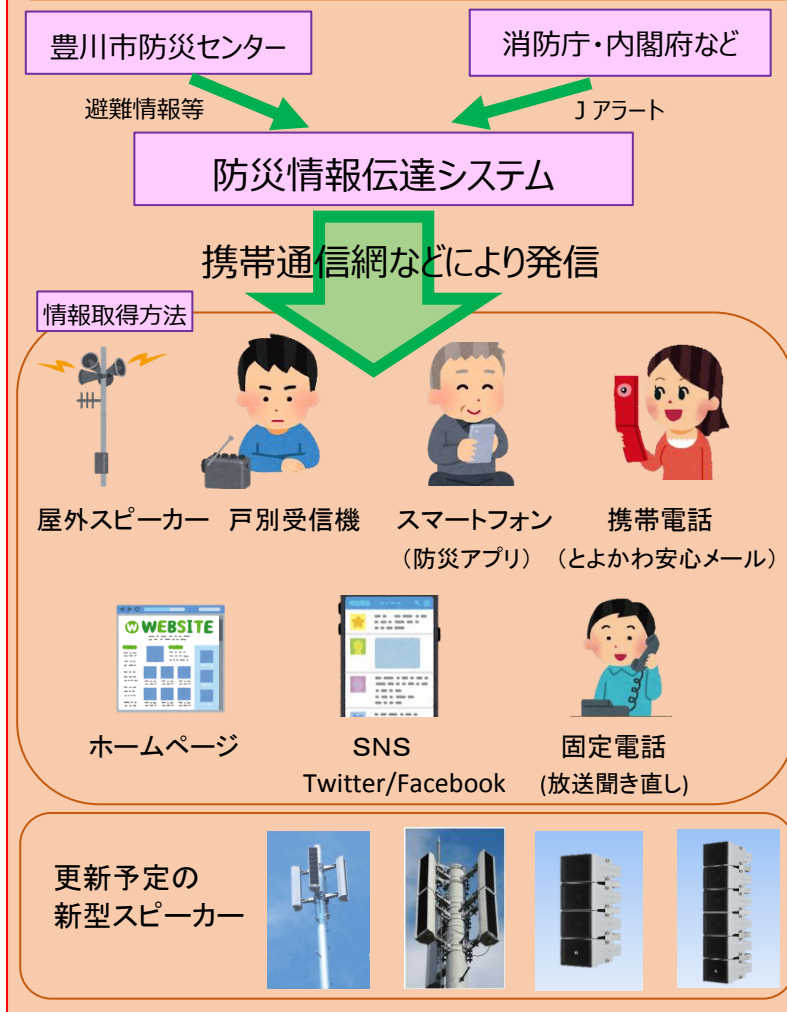 豊川市防災センター
消防庁・内閣府など
避難情報等
Jアラート
防災情報伝達システム
携帯通信網などにより発信
情報取得方法
屋外スピーカー
戸別受信機
スマートフォン
(防災アプリ)
携帯電話
(とよかわ安心メール)
WEBSITE
ホームページ
SNS
Twitter/Facebook
固定電話
(放送聞き直し)
更新予定の
新型スピーカー